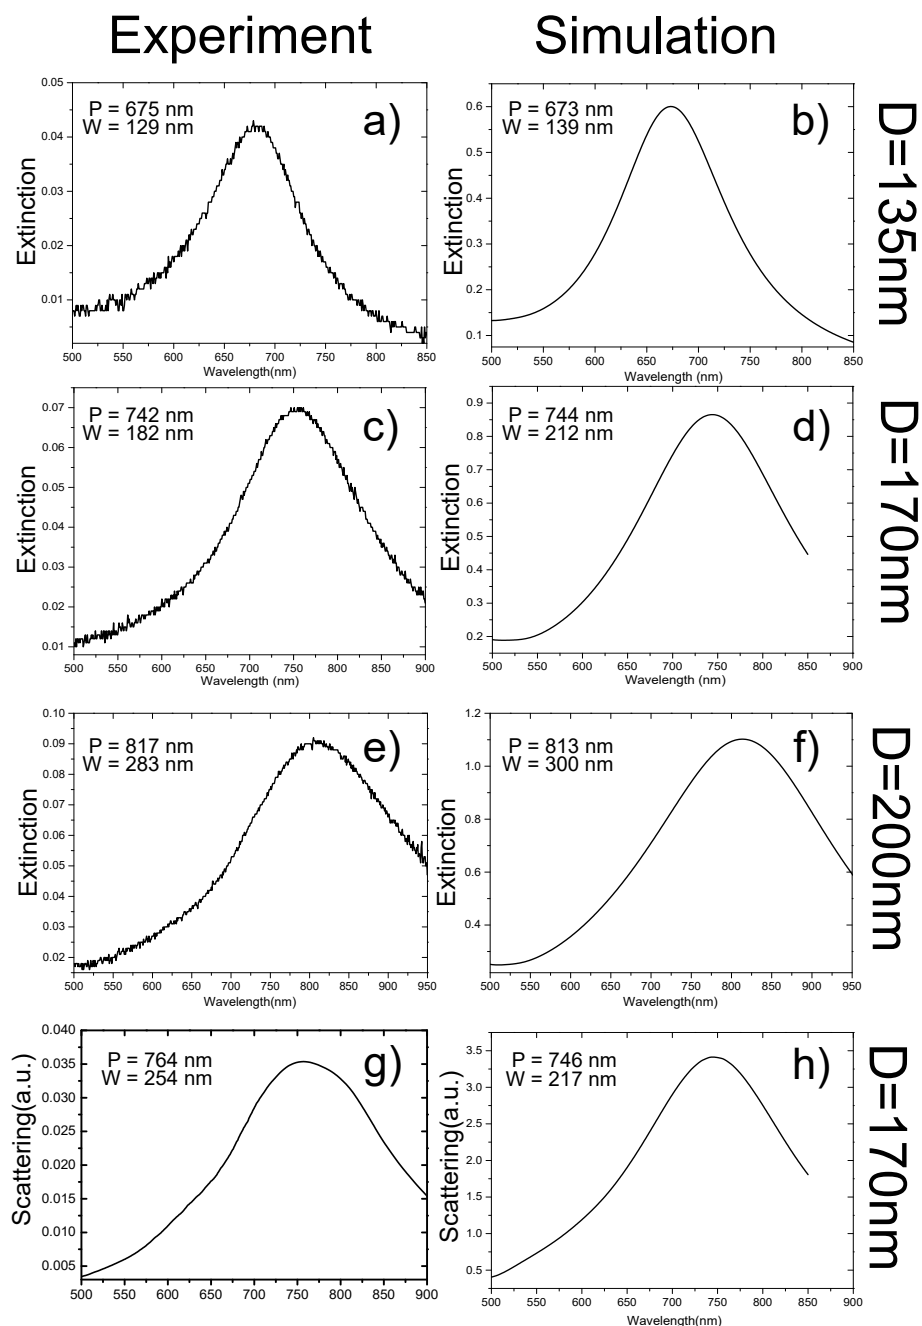 Experiment
Simulation
P = 675 nm
W = 129 nm
a)
Extinction
0.05
0.04
0.03
0.02
0.01
500 550 600 650 700 750 800 850
Wavelength(nm)
P = 673 nm
W = 139 nm
b)
Extinction
0.6
0.5
0.4
0.3
0.2
0.1
500 550 600 650 700 750 800 850
Wavelength (nm)
D=135nm
P = 742 nm
W = 182 nm
c)
Extinction
0.07
0.06
0.05
0.04
0.03
0.02
0.01
500 550 600 650 700 750 800 850 900
Wavelength (nm)
P = 744 nm
W = 212 nm
d)
Extinction
0.9
0.8
0.7
0.6
0.5
0.4
0.3
0.2
500 550 600 650 700 750 800 850 900
Wavelength (nm)
D=170nm
P = 817 nm
W = 283 nm
e)
Extinction
0.10
0.09
0.08
0.07
0.06
0.05
0.04
0.03
0.02
500 550 600 650 700 750 800 850 900 950
Wavelength(nm)
P = 813 nm
W = 300 nm
f)
Extinction
1.2
1.0
0.8
0.6
0.4
500 550 600 650 700 750 800 850 900 950
Wavelength(nm)
D=200nm
P = 764 nm
W = 254 nm
g)
Scattering(a.u.)
0.040
0.035
0.030
0.025
0.020
0.015
0.010
0.005
500 550 600 650 700 750 800 850 900
P = 746 nm
W = 217 nm
h)
Scattering(a.u.)
3.5
3.0
2.5
2.0
1.5
1.0
0.5
500 550 600 650 700 750 800 850 900
Wavelength(nm)
D=170nm